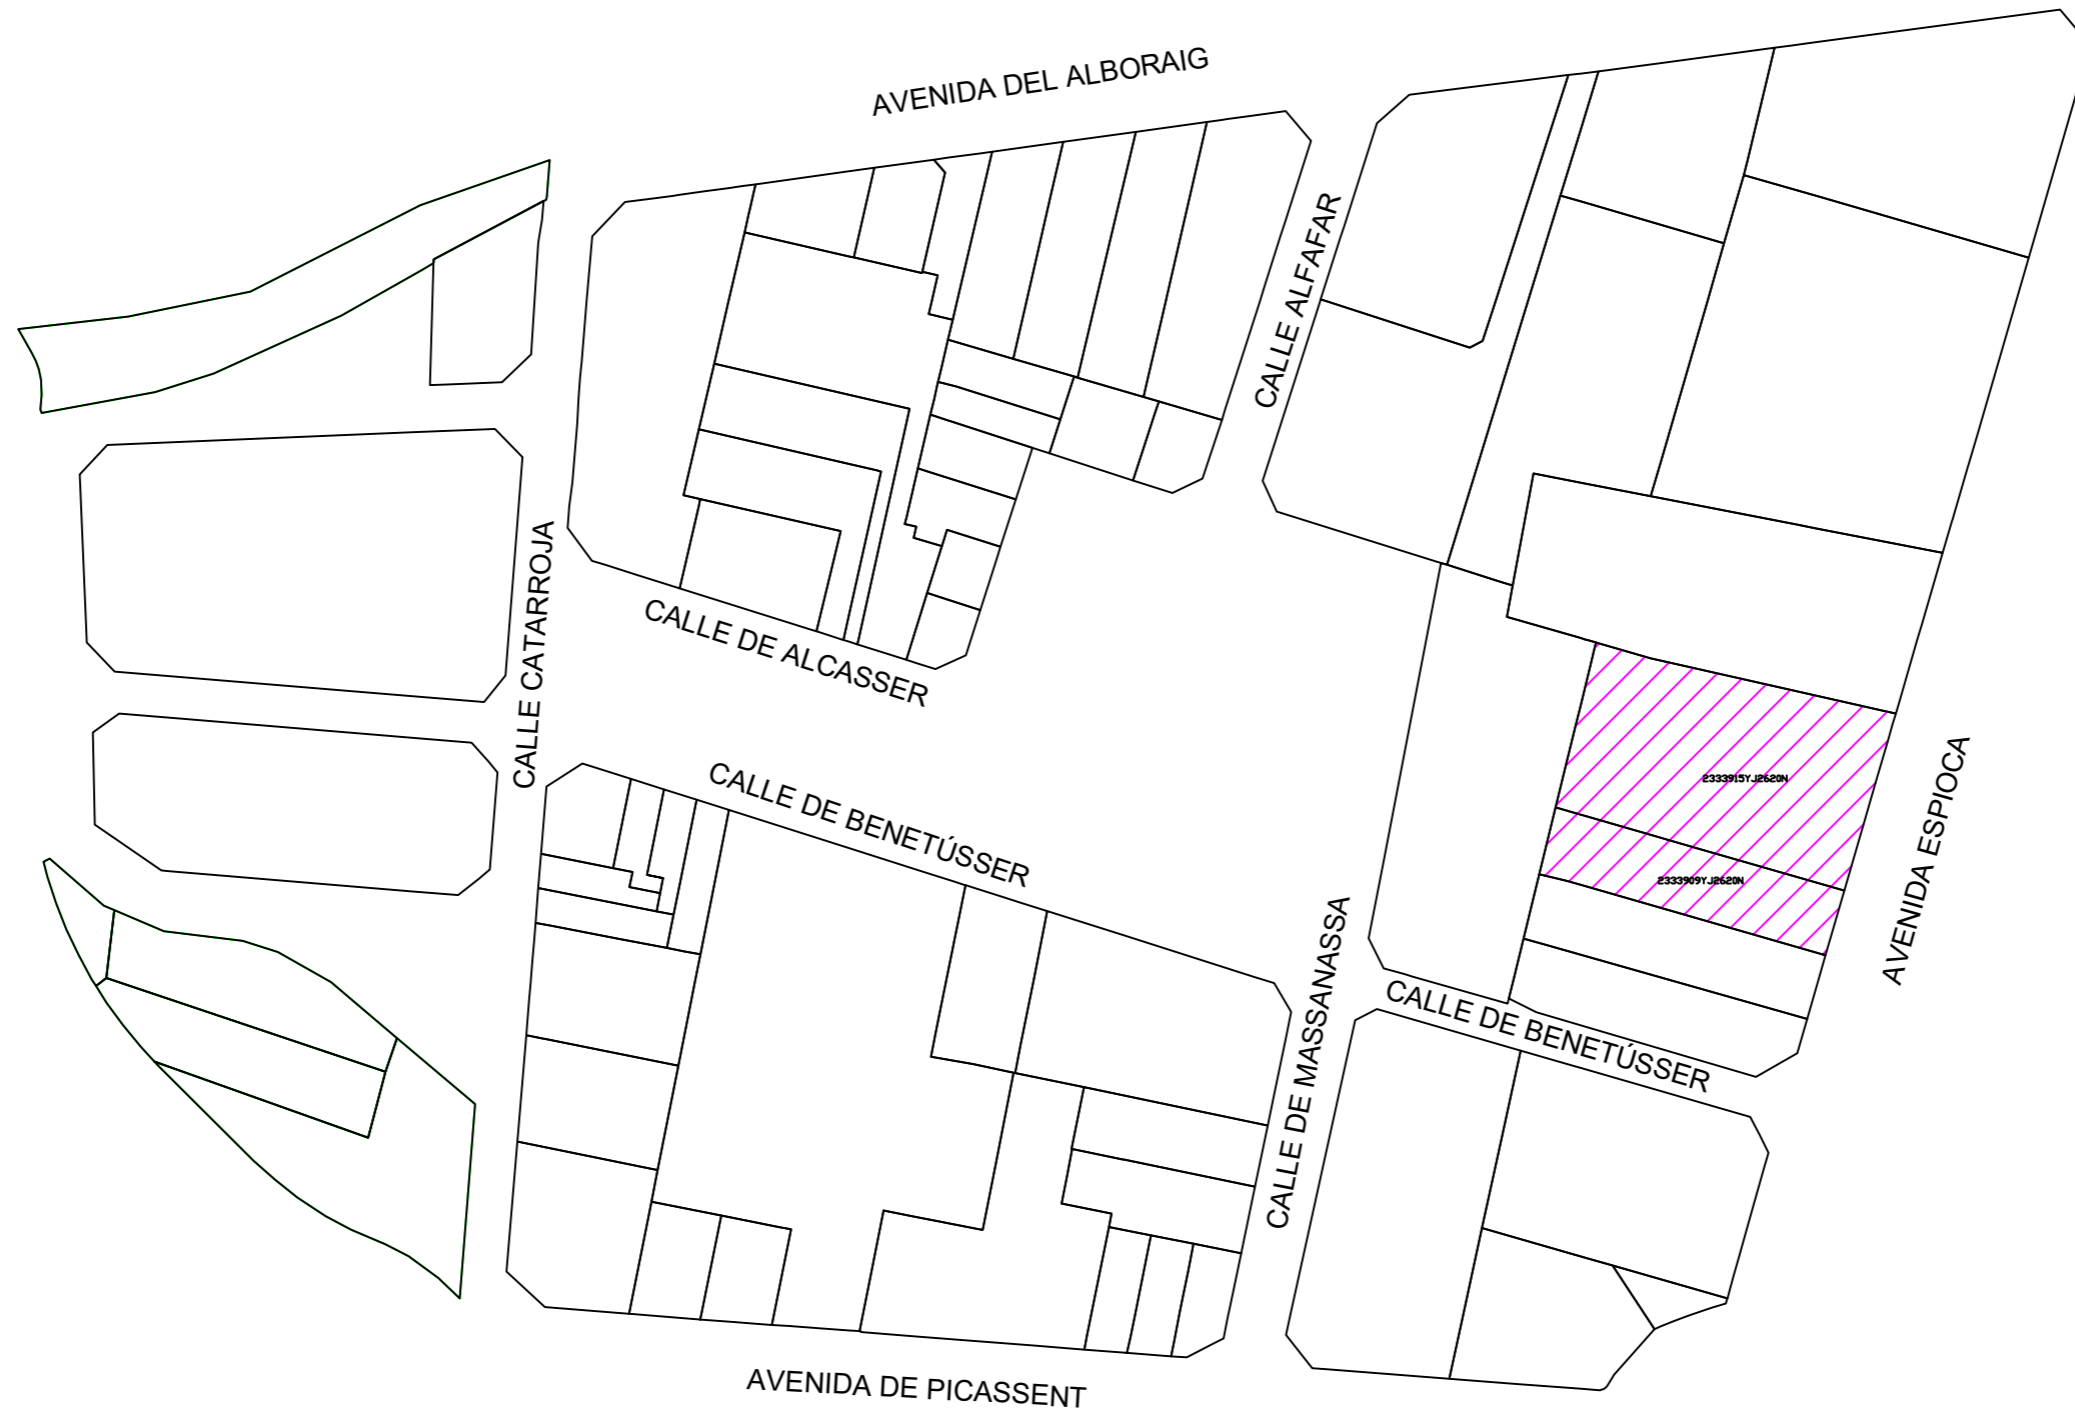 AVENIDA DEL ALBORAIG
CALLE ALFAFAR
CALLE CATARROJA
CALLE DE ALCASSER
CALLE DE BENETÚSSER
2333915YJ2620N
2333909YJ2620N
AVENIDA ESPIOCA
CALLE DE MASSANASSA
CALLE DE BENETÚSSER
AVENIDA DE PICASSENT